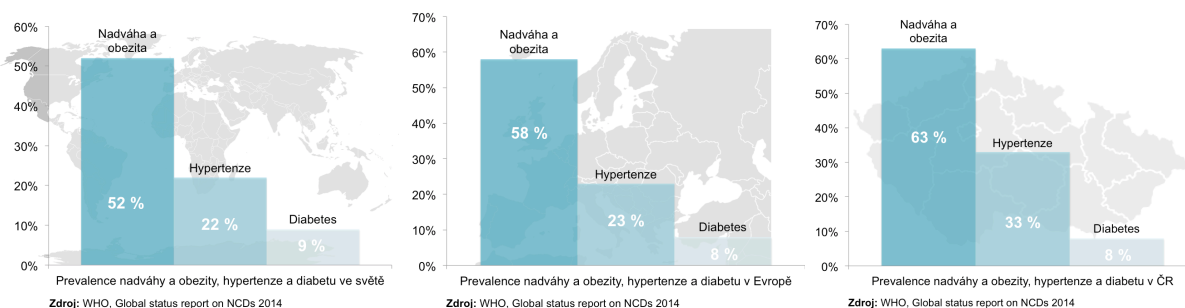 60%
50%
40%
30%
20%
10%
0%
Nadváha a
obezita
52 %
Hypertenze
22 %
Diabetes
9 %
Prevalence nadváhy a obezity, hypertenze a diabetu ve světě
Zdroj: WHO, Global status report on NCDs 2014
70%
60%
50%
40%
30%
20%
10%
0%
Nadváha a
obezita
58 %
Hypertenze
23 %
Diabetes
8 %
Prevalence nadváhy a obezity, hypertenze a diabetu v Evropě
Zdroj: WHO, Global status report on NCDs 2014
70%
60%
50%
40%
30%
20%
10%
0%
Nadváha a
obezita
63 %
Hypertenze
33 %
Diabetes
8 %
Prevalence nadváhy a obezity, hypertenze a diabetu v ČR
Zdroj: WHO, Global status report on NCDs 2014